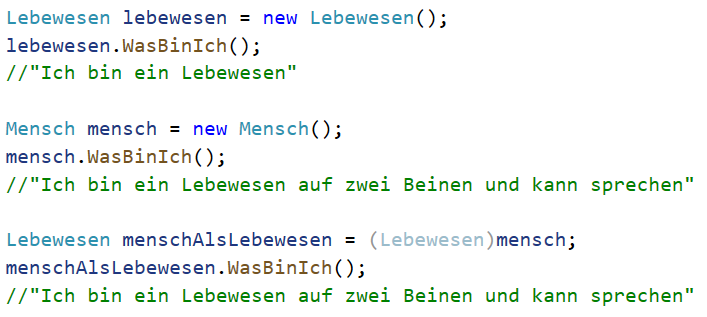 Lebewesen lebewesen = new Lebewesen();
lebewesen.WasBinIch();
//"Ich bin ein Lebewesen"
Mensch mensch = new Mensch();
mensch.WasBinIch();
//"Ich bin ein Lebewesen auf zwei Beinen und kann sprechen"
Lebewesen menschAlsLebewesen = (Lebewesen)mensch;
menschAlsLebewesen.WasBinIch();
//"Ich bin ein Lebewesen auf zwei Beinen und kann sprechen"